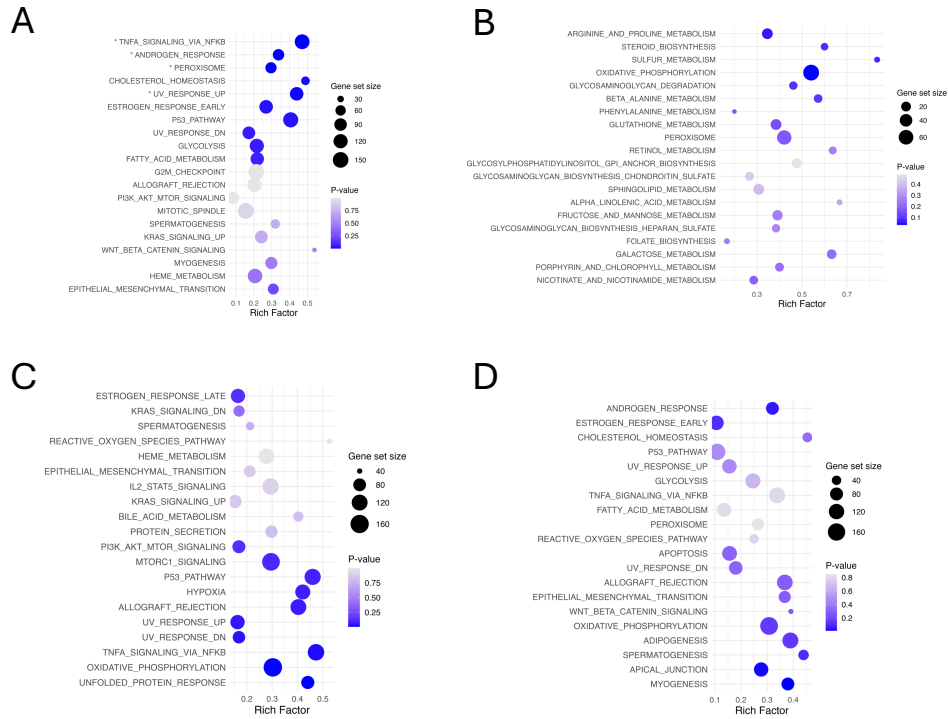 A
* TNFA_SIGNALING_VIA_NFKB
* ANDROGEN_RESPONSE
* PEROXISOME
CHOLESTEROL_HOMEOSTASIS
* UV_RESPONSE_UP
ESTROGEN_RESPONSE_EARLY
P53_PATHWAY
UV_RESPONSE_DN
GLYCOLYSIS
FATTY_ACID_METABOLISM
G2M_CHECKPOINT
ALLOGRAFT_REJECTION
PI3K_AKT_MTOR_SIGNALING
MITOTIC_SPINDLE
SPERMATOGENESIS
KRAS_SIGNALING_UP
WNT_BETA_CATENIN_SIGNALING
MYOGENESIS
HEME_METABOLISM
EPITHELIAL_MESENCHYMAL_TRANSITION
0.1 0.2 0.3 0.4 0.5
Rich Factor
Gene set size
30
60
90
120
150
P-value
0.75
0.50
0.25
B
ARGININE_AND_PROLINE_METABOLISM
STEROID_BIOSYNTHESIS
SULFUR_METABOLISM
OXIDATIVE_PHOSPHORYLATION
GLYCOSAMINOGLYCAN_DEGRADATION
BETA_ALANINE_METABOLISM
PHENYLALANINE_METABOLISM
GLUTATHIONE_METABOLISM
PEROXISOME
RETINOL_METABOLISM
GLYCOSYLPHOSPHATIDYLINOSITOL_GPI_ANCHOR_BIOSYNTHESIS
GLYCOSAMINOGLYCAN_BIOSYNTHESIS_CHONDROITIN_SULFATE
SPHINGOLIPID_METABOLISM
ALPHA_LINOLENIC_ACID_METABOLISM
FRUCTOSE_AND_MANNOSE_METABOLISM
GLYCOSAMINOGLYCAN_BIOSYNTHESIS_HEPARAN_SULFATE
FOLATE_BIOSYNTHESIS
GALACTOSE_METABOLISM
PORPHYRIN_AND_CHLOROPHYLL_METABOLISM
NICOTINATE_AND_NICOTINAMIDE_METABOLISM
0.3 0.5 0.7
Rich Factor
Gene set size
20
40
60
P-value
0.4
0.3
0.2
0.1
C
ESTROGEN_RESPONSE_LATE
KRAS_SIGNALING_DN
SPERMATOGENESIS
REACTIVE_OXYGEN_SPECIES_PATHWAY
HEME_METABOLISM
EPITHELIAL_MESENCHYMAL_TRANSITION
IL2_STAT5_SIGNALING
KRAS_SIGNALING_UP
BILE_ACID_METABOLISM
PROTEIN_SECRETION
PI3K_AKT_MTOR_SIGNALING
MTORC1_SIGNALING
P53_PATHWAY
HYPOXIA
ALLOGRAFT_REJECTION
UV_RESPONSE_UP
UV_RESPONSE_DN
TNFA_SIGNALING_VIA_NFKB
OXIDATIVE_PHOSPHORYLATION
UNFOLDED_PROTEIN_RESPONSE
0.2 0.3 0.4 0.5
Rich Factor
Gene set size
40
80
120
160
P-value
0.75
0.50
0.25
D
ANDROGEN_RESPONSE
ESTROGEN_RESPONSE_EARLY
CHOLESTEROL_HOMEOSTASIS
P53_PATHWAY
UV_RESPONSE_UP
GLYCOLYSIS
TNFA_SIGNALING_VIA_NFKB
FATTY_ACID_METABOLISM
PEROXISOME
REACTIVE_OXYGEN_SPECIES_PATHWAY
APOPTOSIS
UV_RESPONSE_DN
ALLOGRAFT_REJECTION
EPITHELIAL_MESENCHYMAL_TRANSITION
WNT_BETA_CATENIN_SIGNALING
OXIDATIVE_PHOSPHORYLATION
ADIPOGENESIS
SPERMATOGENESIS
APICAL_JUNCTION
MYOGENESIS
0.1 0.2 0.3 0.4
Rich Factor
Gene set size
40
80
120
160
P-value
0.8
0.6
0.4
0.2